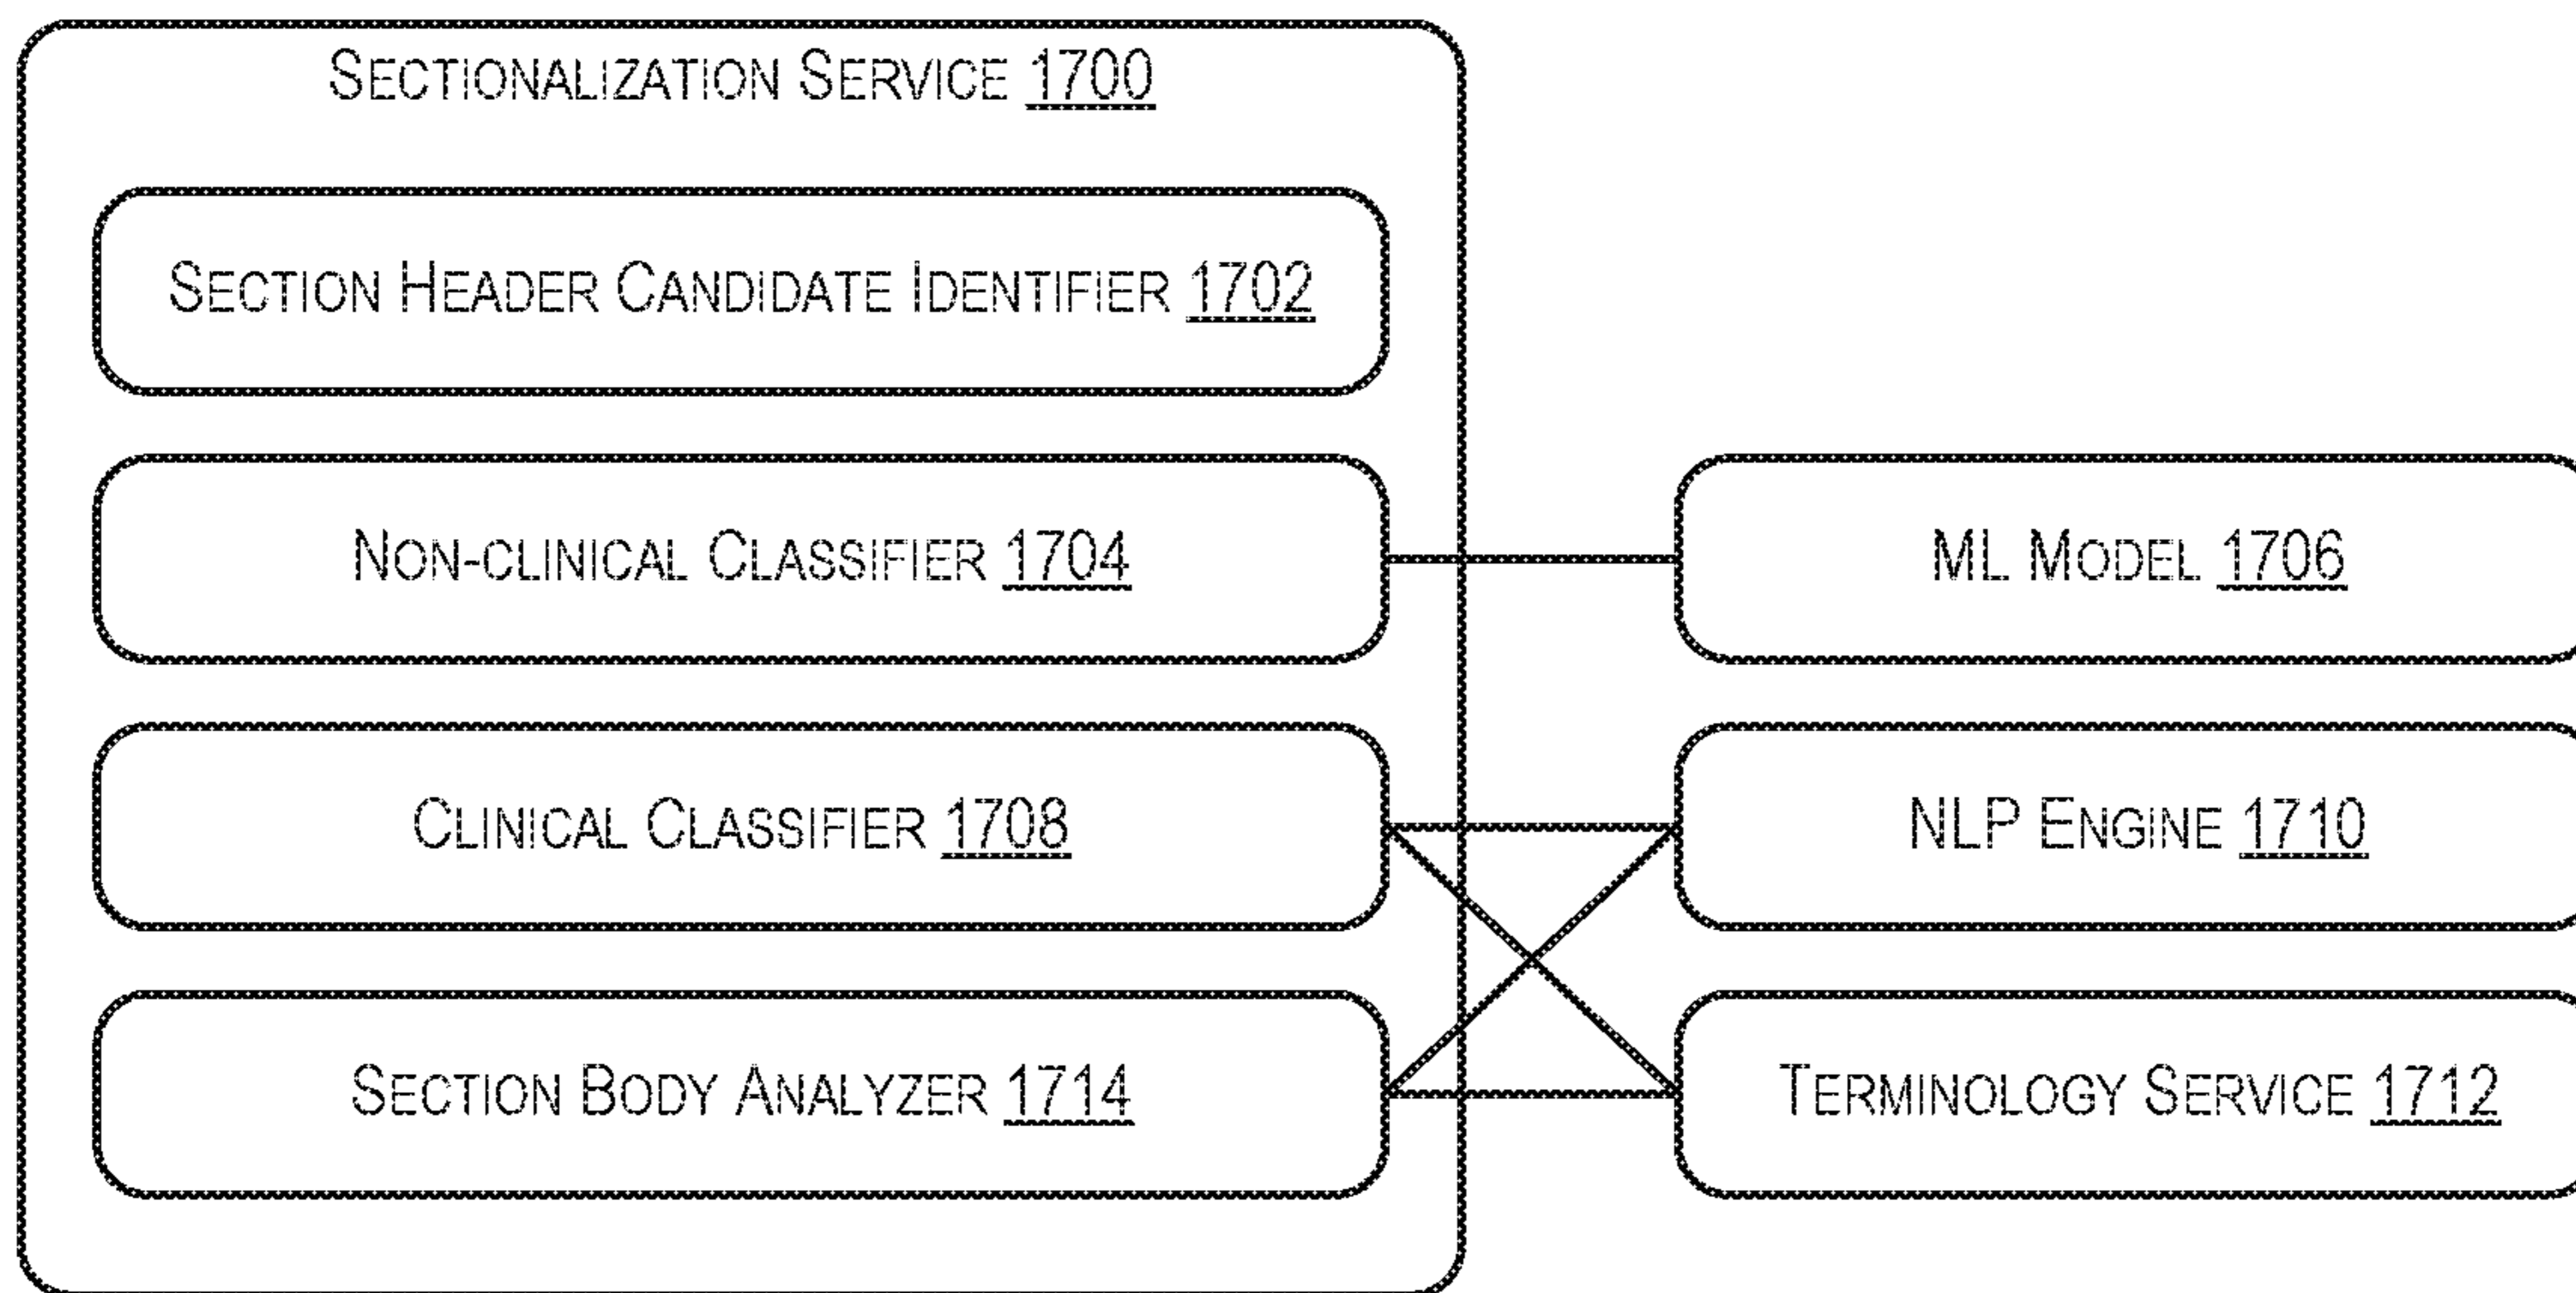 SECTIONALIZATION SERVICE 1700
SECTION HEADER CANDIDATE IDENTIFIER 1702
NON-CLINICAL CLASSIFIER 1704
ML MODEL 1706
CLINICAL CLASSIFIER 1708
NLP ENGINE 1710
SECTION BODY ANALYZER 1714
TERMINOLOGY SERVICE 1712